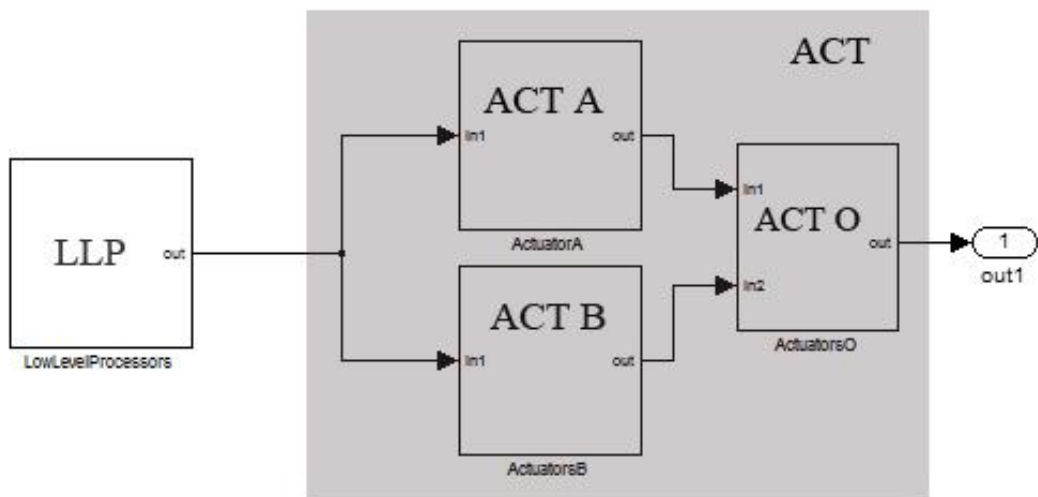 ACT
ACT A
In1
out
ActuatorA
LLP
out
LowLevelProcessors
ACT B
In1
out
ActuatorsB
In1
ACT O
out
In2
ActuatorsO
1
out1